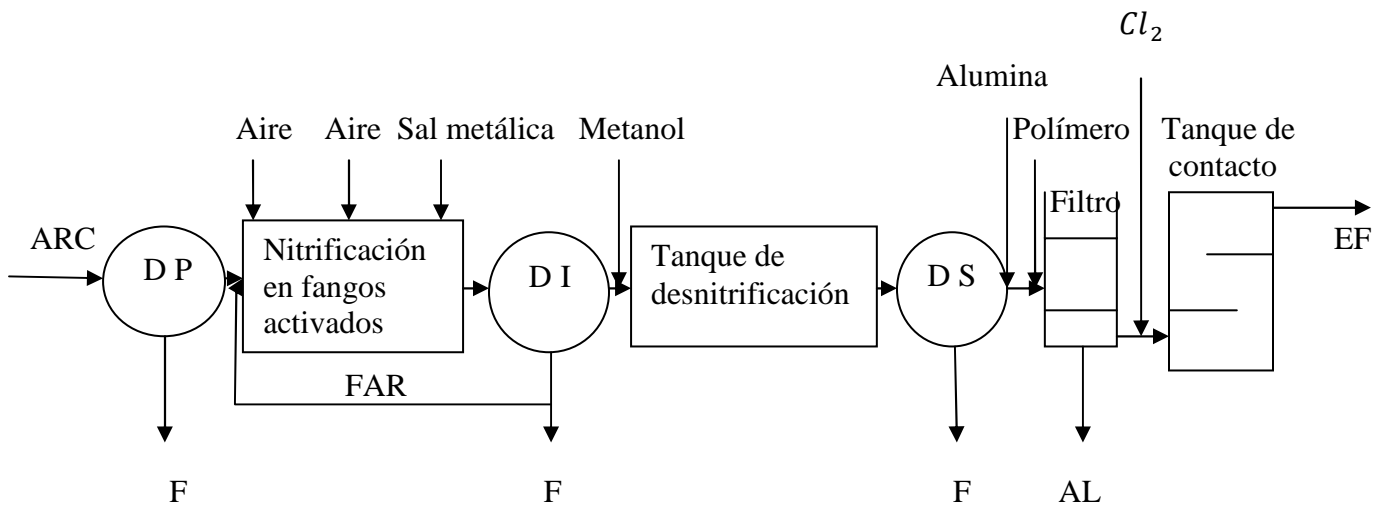 Cl₂
Alumina
Aire Aire Sal metálica Metanol Polímero Tanque de
contacto
Filtro
ARC
D P
Nitrificación
en fangos
activados
D I
Tanque de
desnitrificación
D S
EF
FAR
F F F AL